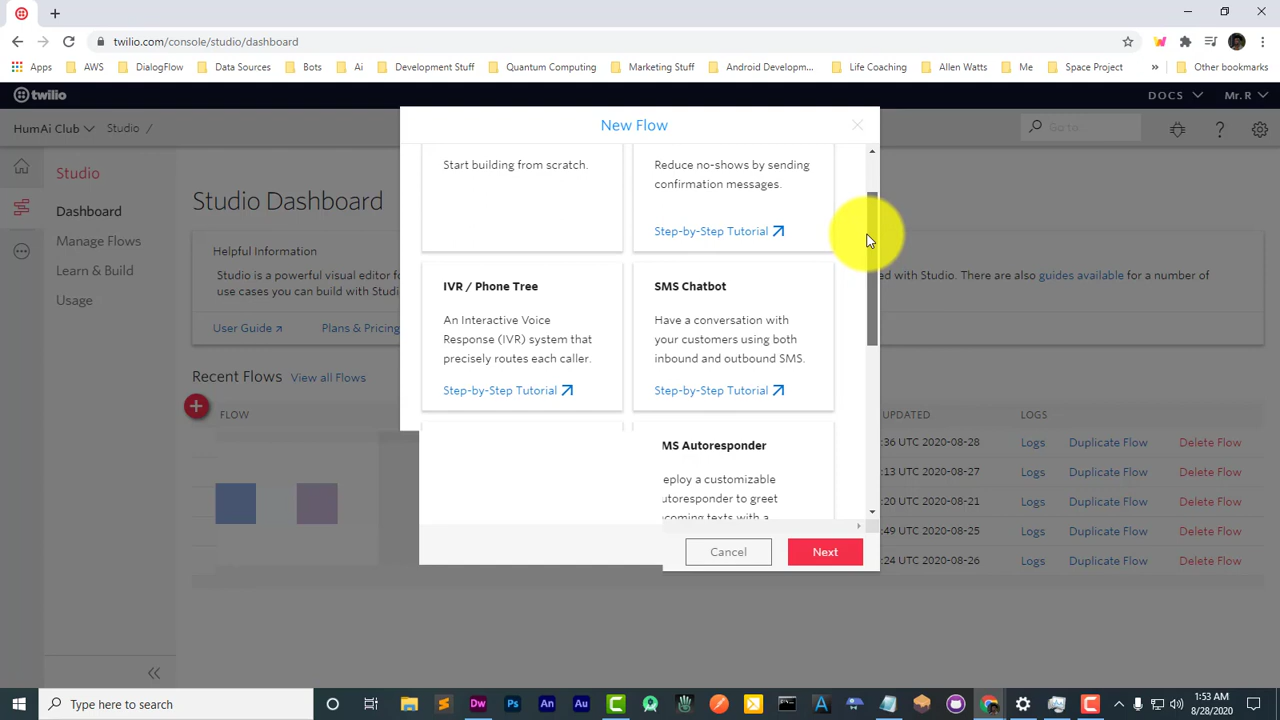 twilio.com/console/studio/dashboard
Apps
AWS
DialogFlow
Data Sources
Bots
Ai
Development Stuff
Quantum Computing
Marketing Stuff
Android Developm...
Life Coaching
Allen Watts
Me
Space Project
»
Other bookmarks
twilio
DOCS
Mr. R
HumAi Club
Studio /
Go to:
Studio
Dashboard
Manage Flows
Learn & Build
Usage
Studio Dashboard
Helpful Information
Studio is a powerful visual editor for
ed with Studio. There are also guides available for a number of
use cases you can build with Studi
User Guide
Plans & Pricing
Recent Flows View all Flows
FLOW
UPDATED
LOGS
:36 UTC 2020-08-28 Logs Duplicate Flow Delete Flow
:13 UTC 2020-08-27 Logs Duplicate Flow Delete Flow
:20 UTC 2020-08-21 Logs Duplicate Flow Delete Flow
:49 UTC 2020-08-25 Logs Duplicate Flow Delete Flow
:24 UTC 2020-08-26 Logs Duplicate Flow Delete Flow
New Flow
Start building from scratch.
Reduce no-shows by sending
confirmation messages.
Step-by-Step Tutorial
IVR / Phone Tree
An Interactive Voice
Response (IVR) system that
precisely routes each caller.
Step-by-Step Tutorial
SMS Chatbot
Have a conversation with
your customers using both
inbound and outbound SMS.
Step-by-Step Tutorial
MS Autoresponder
eploy a customizable
utoresponder to greet
coming texts with a
Cancel
Next
Type here to search
Dw
Ps
An
Au
1:53 AM
8/28/2020